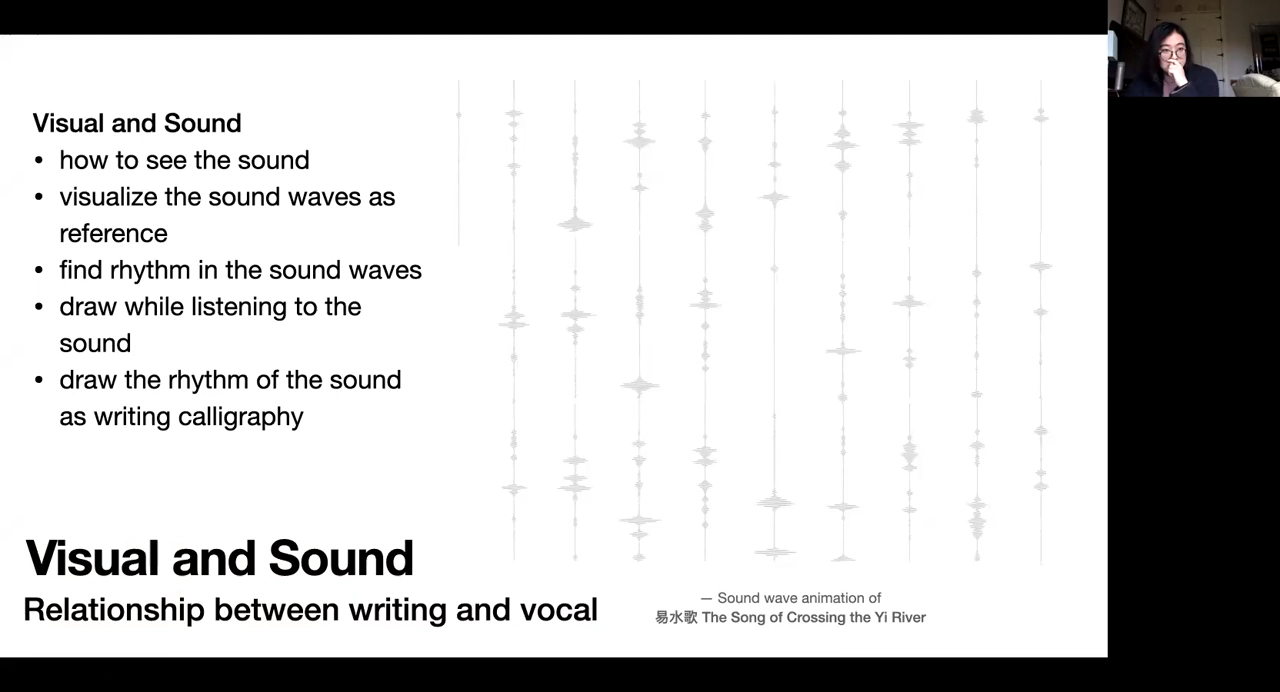 Visual and Sound
• how to see the sound
• visualize the sound waves as
reference
• find rhythm in the sound waves
• draw while listening to the
sound
• draw the rhythm of the sound
as writing calligraphy
Visual and Sound
Relationship between writing and vocal
— Sound wave animation of
易水歌 The Song of Crossing the Yi River